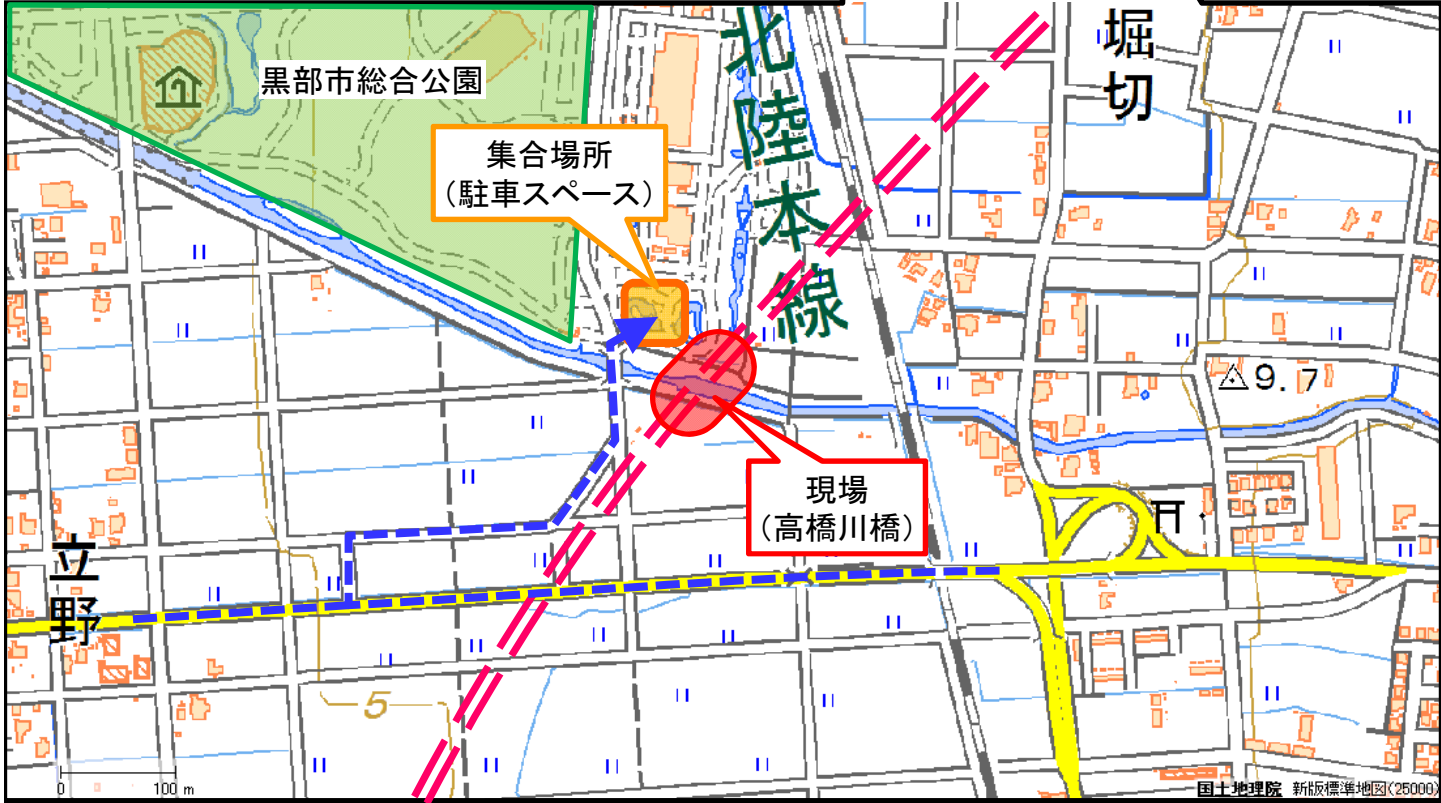 黒部市総合公園
北陸本線
堀切
集合場所
（駐車スペース）
9.7
現場
（高橋川橋）
立野
5
0 100 m
国土地理院 新版標準地図(25000)